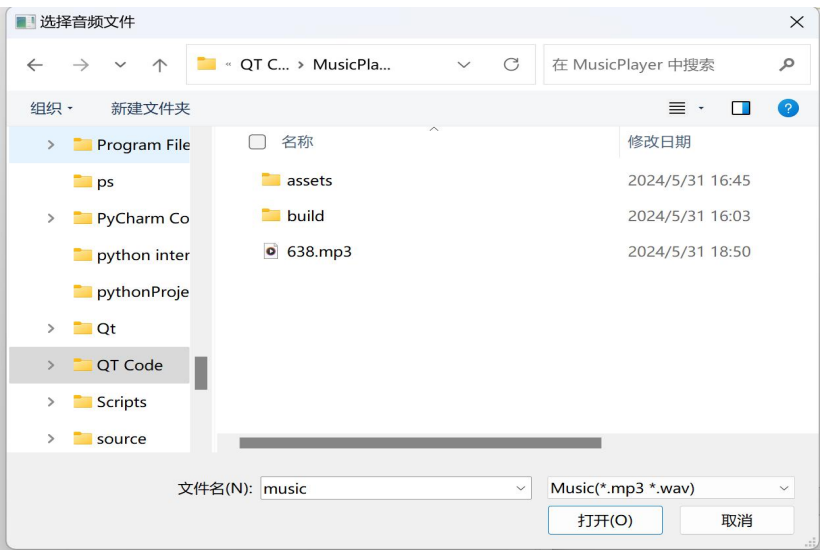 选择音频文件
« QT C... › MusicPla...
在 MusicPlayer 中搜索
组织
新建文件夹
名称
修改日期
Program File
ps
PyCharm Co
python inter
pythonProje
Qt
QT Code
Scripts
source
assets 2024/5/31 16:45
build 2024/5/31 16:03
638.mp3 2024/5/31 18:50
文件名(N): music
Music(*.mp3 *.wav)
打开(O)
取消